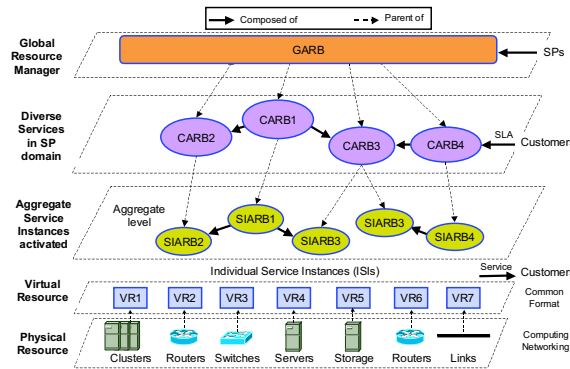 Composed of
Parent of
Global
Resource
Manager
GARB
SPs
Diverse
Services
in SP
domain
CARB2
CARB1
CARB3
CARB4
SLA
Customers
Aggregate
Service
Instances
activated
Aggregate
level
SIARB2
SIARB1
SIARB3
SIARB3
SIARB4
Individual Service Instances (ISIs)
Service
Customers
Virtual
Resource
VR1
VR2
VR3
VR4
VR5
VR6
VR7
Common
Format
Physical
Resource
Clusters
Routers
Switches
Servers
Storage
Routers
Links
Computing
Networking